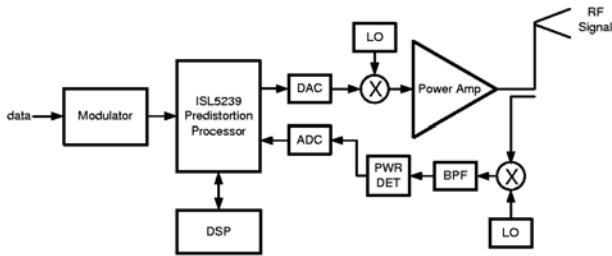 RF
Signal
LO
ISL5239
Predistortion
Processor
DAC
X
Power Amp
data
Modulator
ADC
PWR
DET
BPF
X
DSP
LO